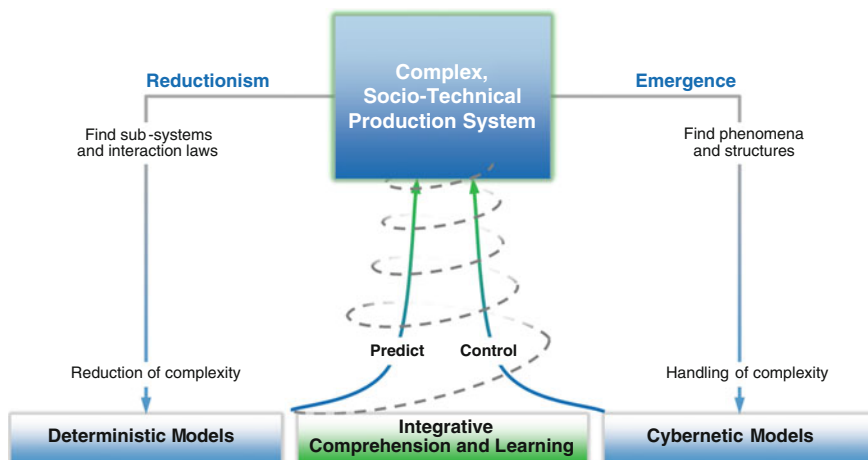 Complex,
Socio-Technical
Production System
Reductionism
Emergence
Find sub-systems
and interaction laws
Find phenomena
and structures
Predict
Control
Reduction of complexity
Handling of complexity
Deterministic Models
Integrative
Comprehension and Learning
Cybernetic Models